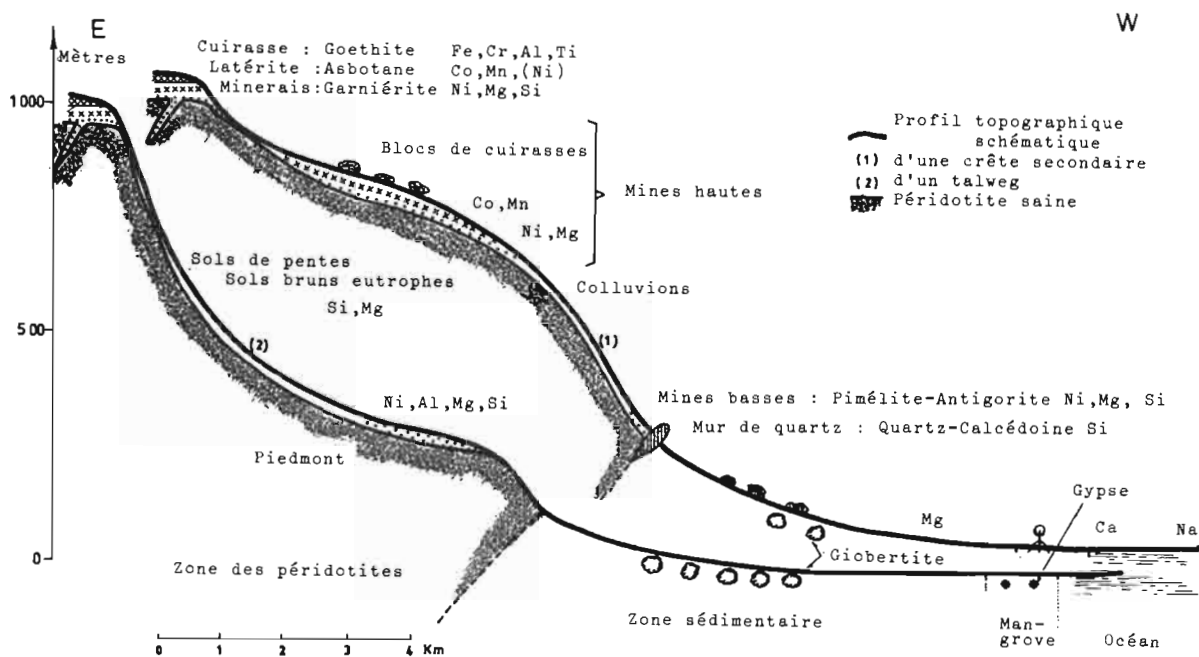 E
W
Mètres
Cuirasse : Goethite Fe,Cr,Al,Ti
Latérite : Asbotane Co,Mn,(Ni)
Minerais : Garniérite Ni,Mg,Si
1000
500
0
Blocs de cuirasses
Mines hautes
Co,Mn
Ni,Mg
Profil topographique
schématique
(1) d'une crête secondaire
(2) d'un talweg
Péridotite saine
Sols de pentes
Sols bruns eutrophes
Si,Mg
Colluvions
(1)
(2)
Ni,Al,Mg,Si
Piedmont
Mines basses : Pimélite-Antigorite Ni,Mg, Si
Mur de quartz : Quartz-Calcédoine Si
Gypse
Mg
Ca
Na
Giobertite
Zone des péridotites
Zone sédimentaire
Man-
grove
Océan
0 1 2 3 4 Km